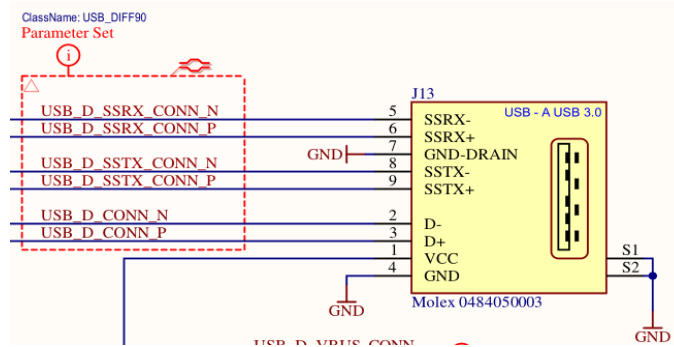 ClassName: USB_DIFF90
Parameter Set
i
J13
USB_D_SSRX_CONN_N 5 SSRX- USB - A USB 3.0
USB_D_SSRX_CONN_P 6 SSRX+
GND 7 GND-DRAIN
USB_D_SSTX_CONN_N 8 SSTX-
USB_D_SSTX_CONN_P 9 SSTX+
USB_D_CONN_N 2 D-
USB_D_CONN_P 3 D+
1 VCC S1
4 GND S2
GND Molex 0484050003
GND
USB_D_VBUS_CONN